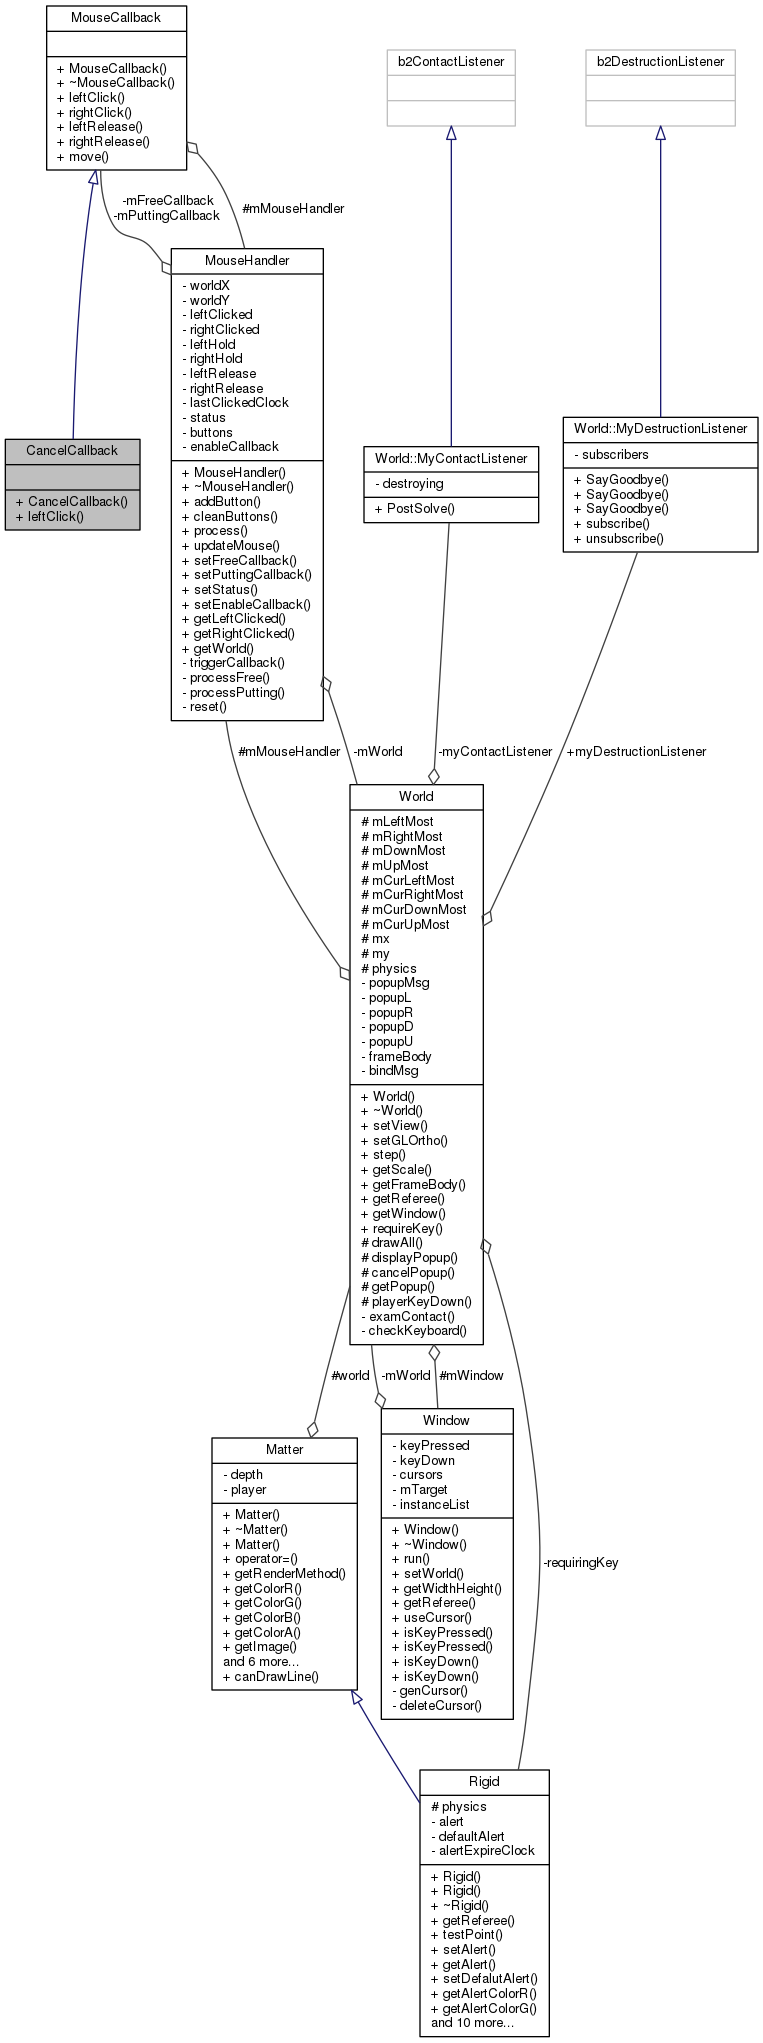 MouseCallback
+ MouseCallback()
+ ~MouseCallback()
+ leftClick()
+ rightClick()
+ leftRelease()
+ rightRelease()
+ move()
b2ContactListener
b2DestructionListener
-mFreeCallback
-mPuttingCallback
#mMouseHandler
MouseHandler
- worldX
- worldY
- leftClicked
- rightClicked
- leftHold
- rightHold
- leftRelease
- rightRelease
- lastClickedClock
- status
- buttons
- enableCallback
+ MouseHandler()
+ ~MouseHandler()
+ addButton()
+ cleanButtons()
+ process()
+ updateMouse()
+ setFreeCallback()
+ setPuttingCallback()
+ setStatus()
+ setEnableCallback()
+ getLeftClicked()
+ getRightClicked()
+ getWorld()
- triggerCallback()
- processFree()
- processPutting()
- reset()
CancelCallback
+ CancelCallback()
+ leftClick()
World::MyContactListener
- destroying
+ PostSolve()
World::MyDestructionListener
- subscribers
+ SayGoodbye()
+ SayGoodbye()
+ SayGoodbye()
+ subscribe()
+ unsubscribe()
#mMouseHandler
-mWorld
-myContactListener
+myDestructionListener
World
# mLeftMost
# mRightMost
# mDownMost
# mUpMost
# mCurLeftMost
# mCurRightMost
# mCurDownMost
# mCurUpMost
# mx
# my
# physics
- popupMsg
- popupL
- popupR
- popupD
- popupU
- frameBody
- bindMsg
+ World()
+ ~World()
+ setView()
+ setGLOrtho()
+ step()
+ getScale()
+ getFrameBody()
+ getReferee()
+ getWindow()
+ requireKey()
# drawAll()
# displayPopup()
# cancelPopup()
# getPopup()
# playerKeyDown()
- examContact()
- checkKeyboard()
#world
-mWorld
#mWindow
Window
- keyPressed
- keyDown
- cursors
- mTarget
- instanceList
+ Window()
+ ~Window()
+ run()
+ setWorld()
+ getWidthHeight()
+ getReferee()
+ useCursor()
+ isKeyPressed()
+ isKeyPressed()
+ isKeyDown()
+ isKeyDown()
- genCursor()
- deleteCursor()
Matter
- depth
- player
+ Matter()
+ ~Matter()
+ Matter()
+ operator=()
+ getRenderMethod()
+ getColorR()
+ getColorG()
+ getColorB()
+ getColorA()
+ getImage()
and 6 more...
+ canDrawLine()
-requiringKey
Rigid
# physics
- alert
- defaultAlert
- alertExpireClock
+ Rigid()
+ Rigid()
+ ~Rigid()
+ getReferee()
+ testPoint()
+ setAlert()
+ getAlert()
+ setDefalutAlert()
+ getAlertColorR()
+ getAlertColorG()
and 10 more...